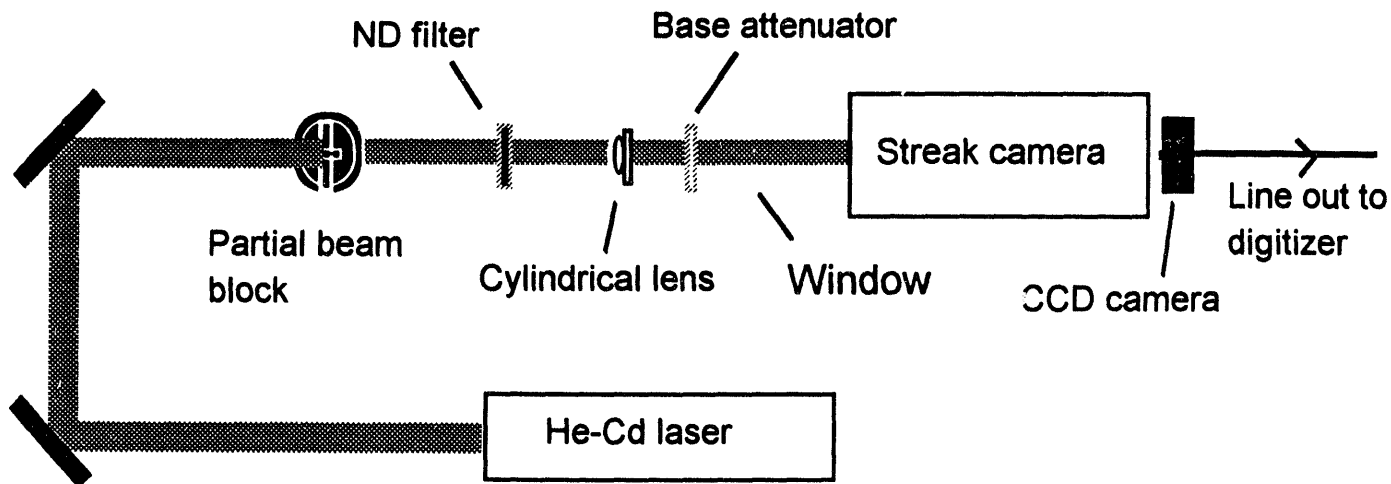 ND filter
Base attenuator
Streak camera
Line out to
digitizer
Partial beam
block
Cylindrical lens
Window
CCD camera
He-Cd laser